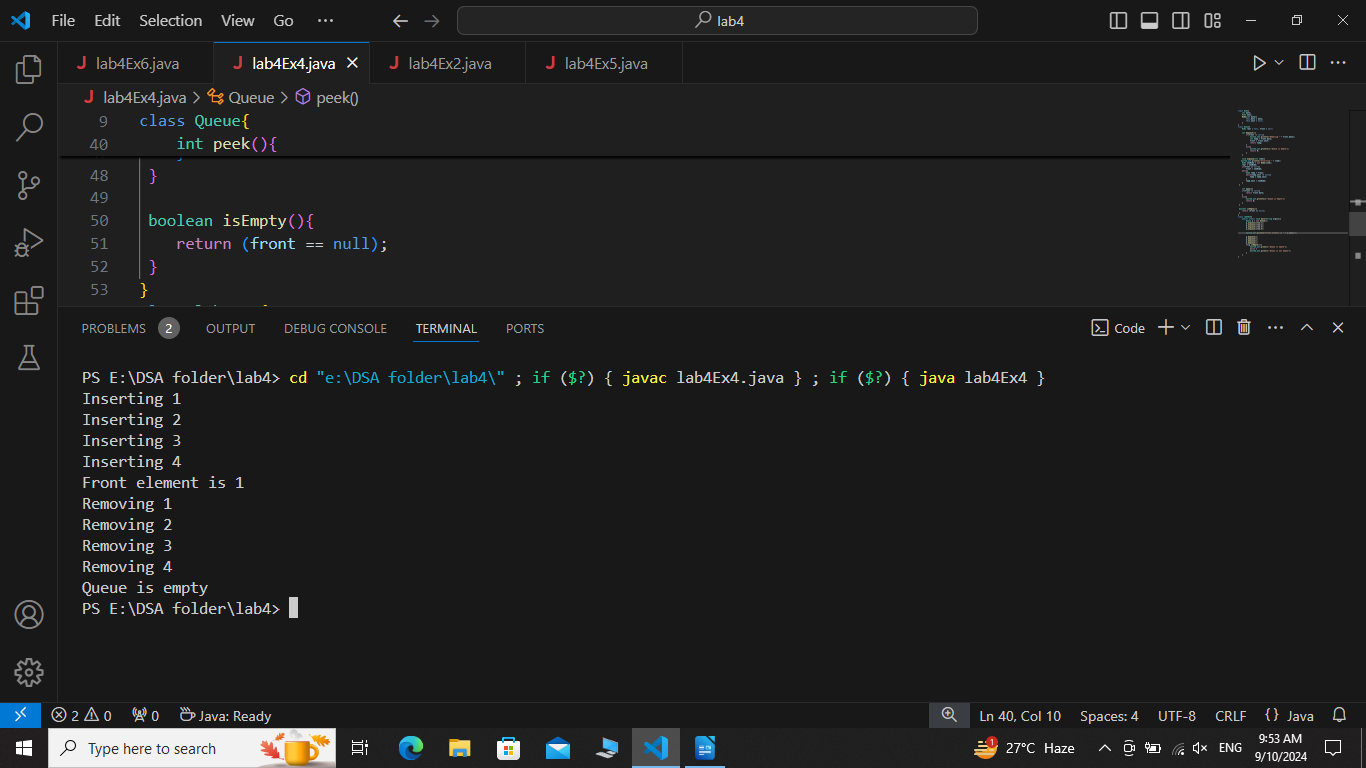 File Edit Selection View Go ··· lab4
lab4Ex6.java lab4Ex4.java lab4Ex2.java lab4Ex5.java
lab4Ex4.java > Queue > peek()
9 class Queue{
40 int peek(){
48 }
49
50 boolean isEmpty(){
51 return (front == null);
52 }
53 }
PROBLEMS 2 OUTPUT DEBUG CONSOLE TERMINAL PORTS Code
PS E:\DSA folder\lab4> cd "e:\DSA folder\lab4\" ; if ($?) { javac lab4Ex4.java } ; if ($?) { java lab4Ex4 }
Inserting 1
Inserting 2
Inserting 3
Inserting 4
Front element is 1
Removing 1
Removing 2
Removing 3
Removing 4
Queue is empty
PS E:\DSA folder\lab4>
2 0 0 Java: Ready Ln 40, Col 10 Spaces: 4 UTF-8 CRLF {} Java
Type here to search 1 27°C Haze ENG 9:53 AM
9/10/2024